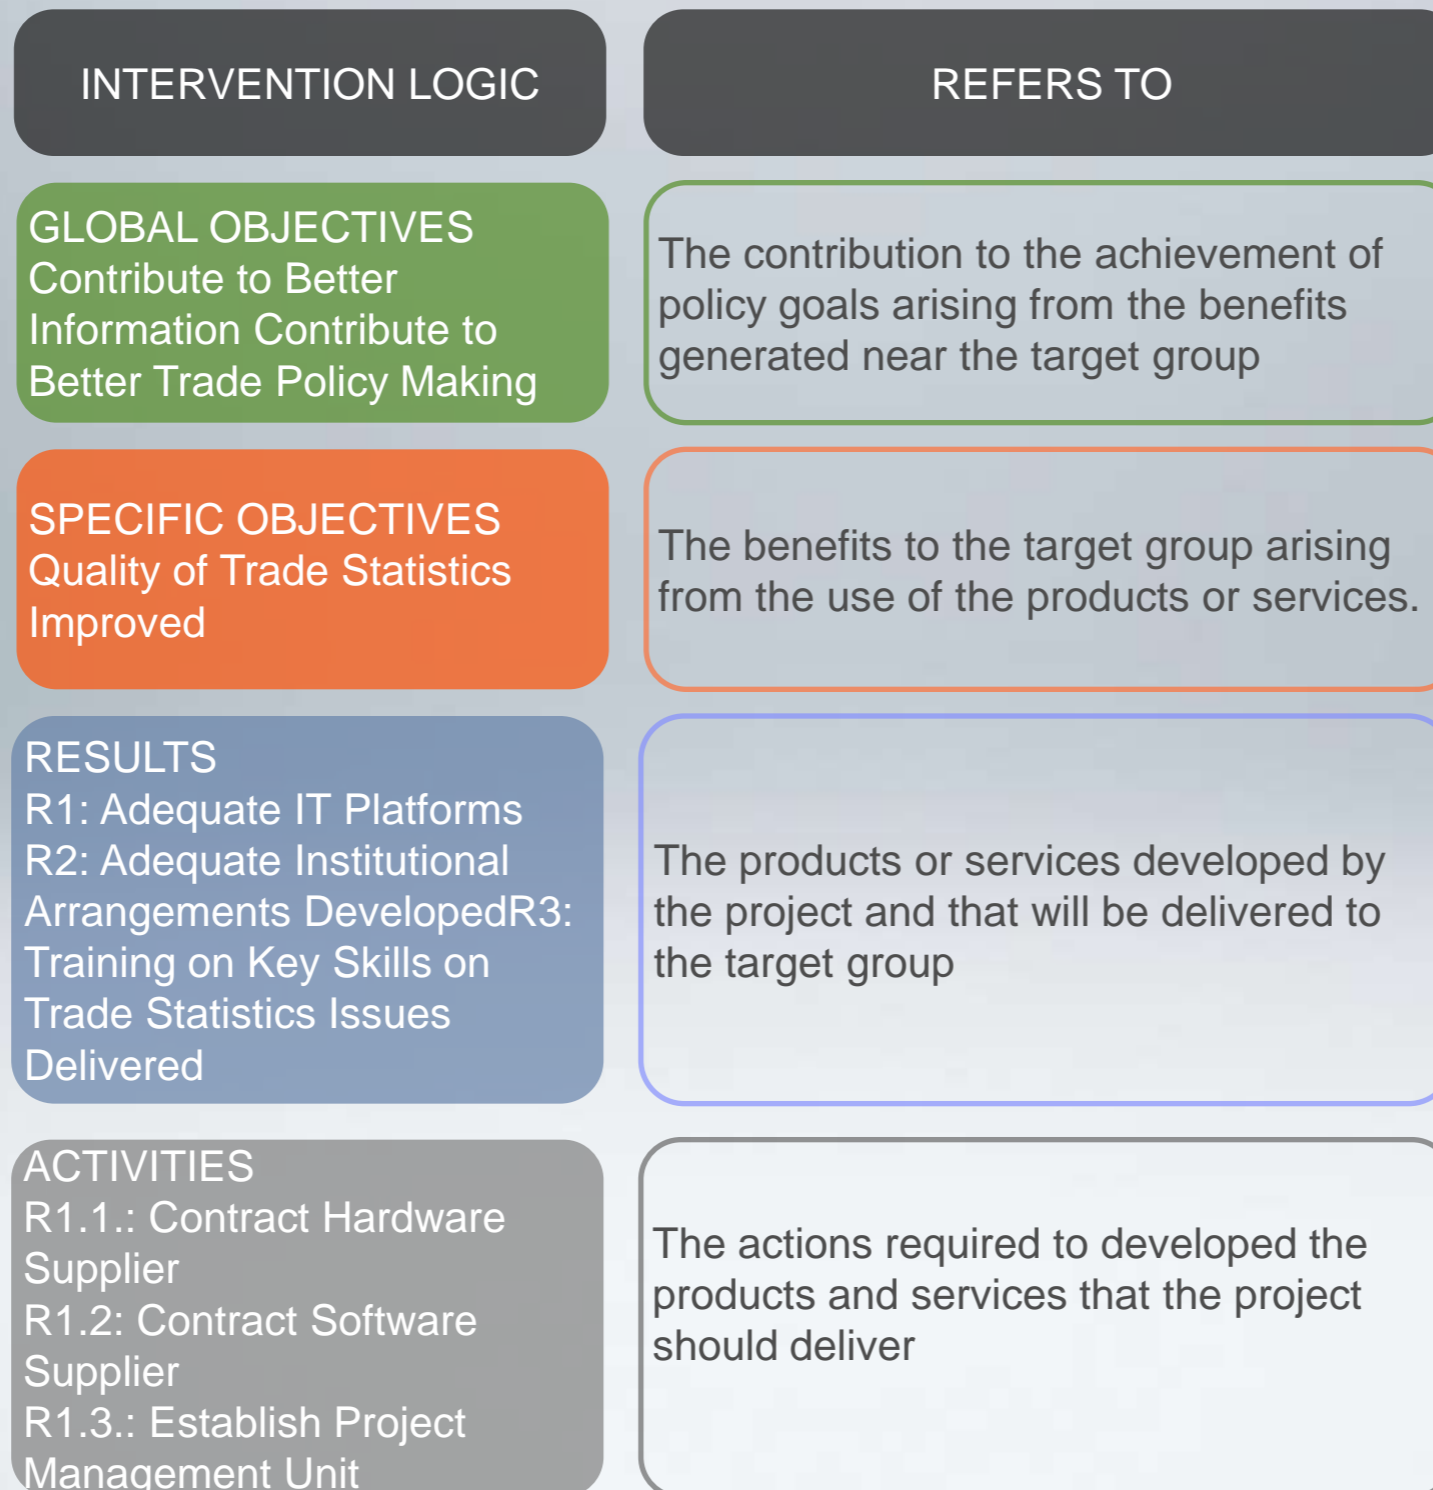 INTERVENTION LOGIC
REFERS TO
GLOBAL OBJECTIVES
Contribute to Better
Information Contribute to
Better Trade Policy Making
The contribution to the achievement of
policy goals arising from the benefits
generated near the target group
SPECIFIC OBJECTIVES
Quality of Trade Statistics
Improved
The benefits to the target group arising
from the use of the products or services.
RESULTS
R1: Adequate IT Platforms
R2: Adequate Institutional
Arrangements DevelopedR3:
Training on Key Skills on
Trade Statistics Issues
Delivered
The products or services developed by
the project and that will be delivered to
the target group
ACTIVITIES
R1.1.: Contract Hardware
Supplier
R1.2: Contract Software
Supplier
R1.3.: Establish Project
Management Unit
The actions required to developed the
products and services that the project
should deliver